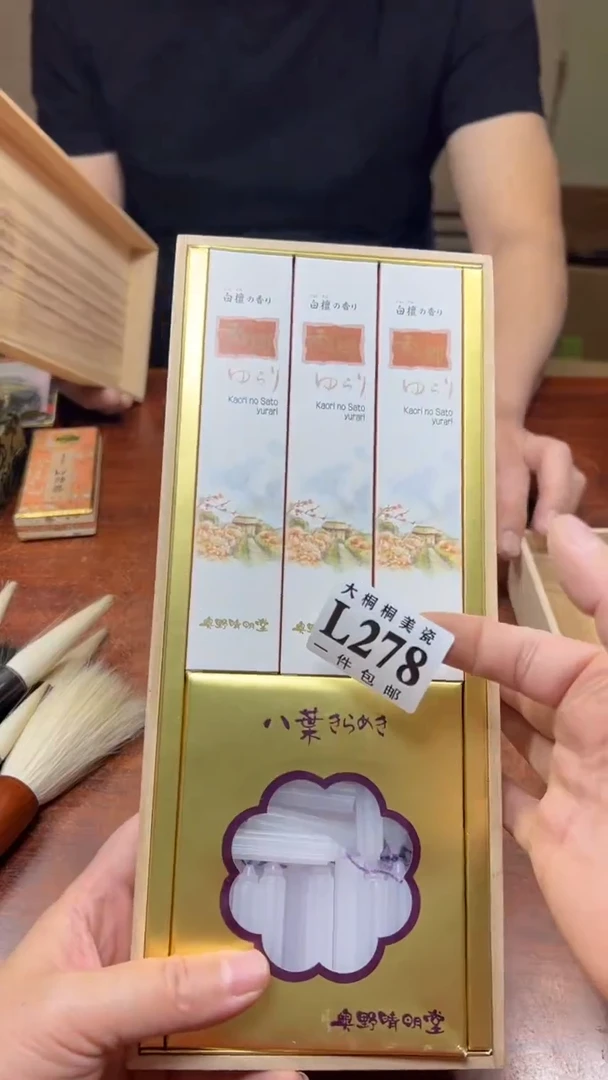 白檀の香り
ゆらり
Kaori no Sato
yurari
白檀の香り
ゆらり
Kaori no Sato
yurari
白檀の香り
ゆらり
Kaori no Sato
yurari
奥野晴明堂
大桐桐美瓷
L278
一件包邮
八葉きらめき
奥野晴明堂